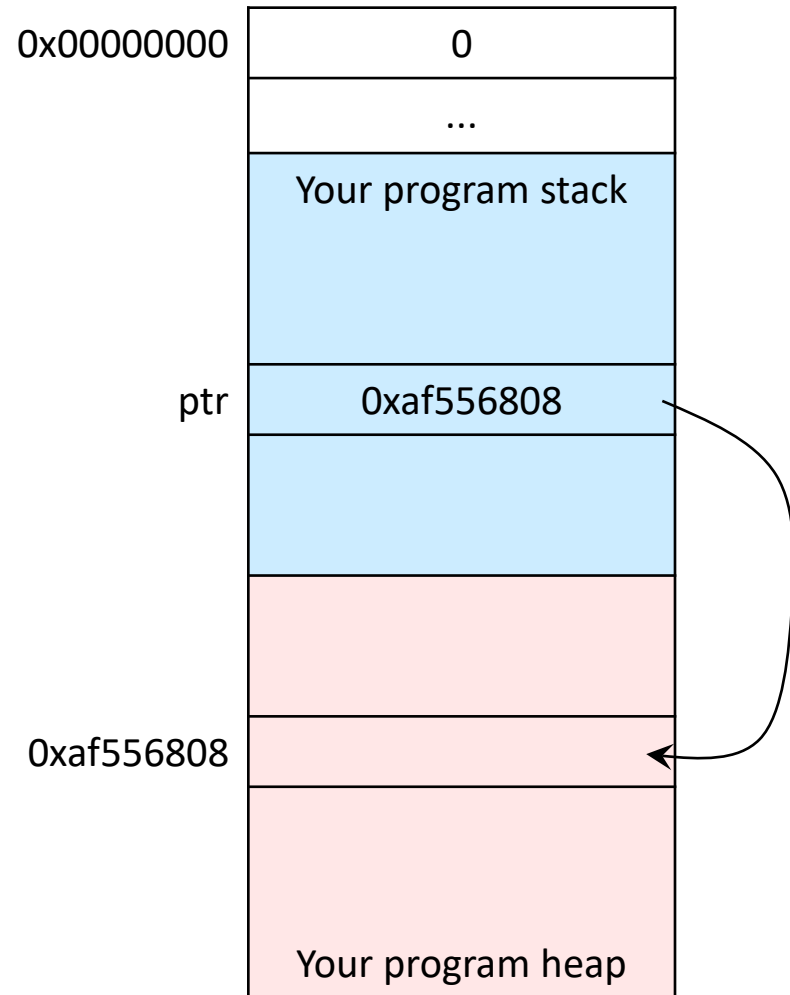 0x00000000
0
...
Your program stack
ptr
0xaf556808
0xaf556808
Your program heap